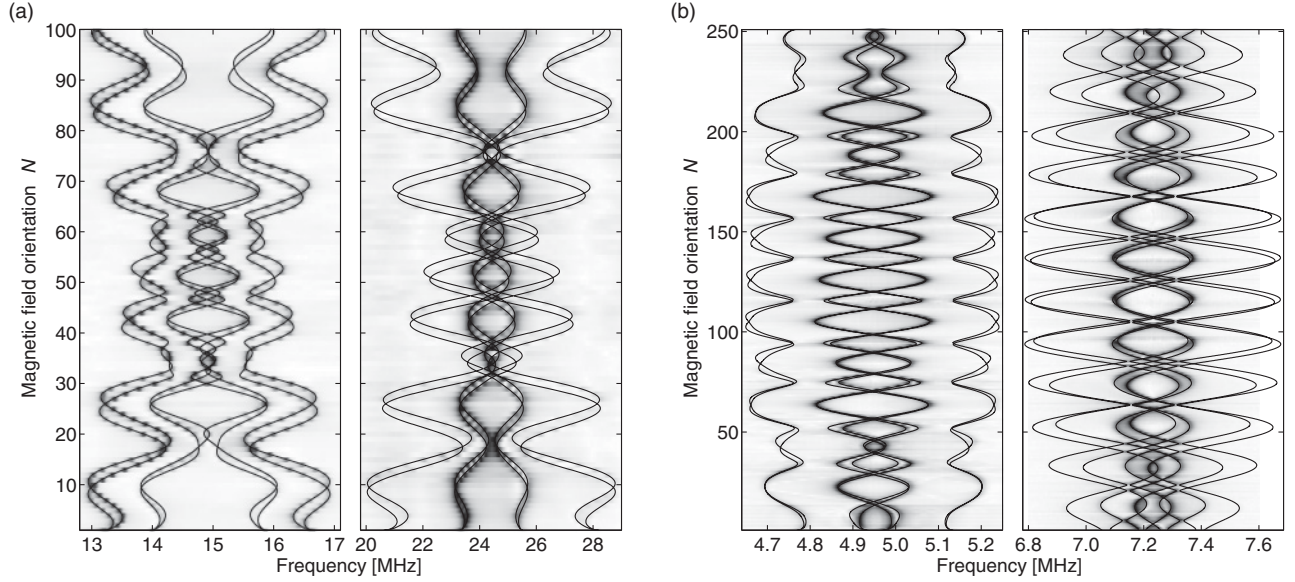 (a)
(b)
100
90
80
70
60
50
40
30
20
10
Magnetic field orientation N
13 14 15 16 17
20 22 24 26 28
Frequency [MHz]
250
200
150
100
50
Magnetic field orientation N
4.7 4.8 4.9 5.0 5.1 5.2
6.8 7.0 7.2 7.4 7.6
Frequency [MHz]